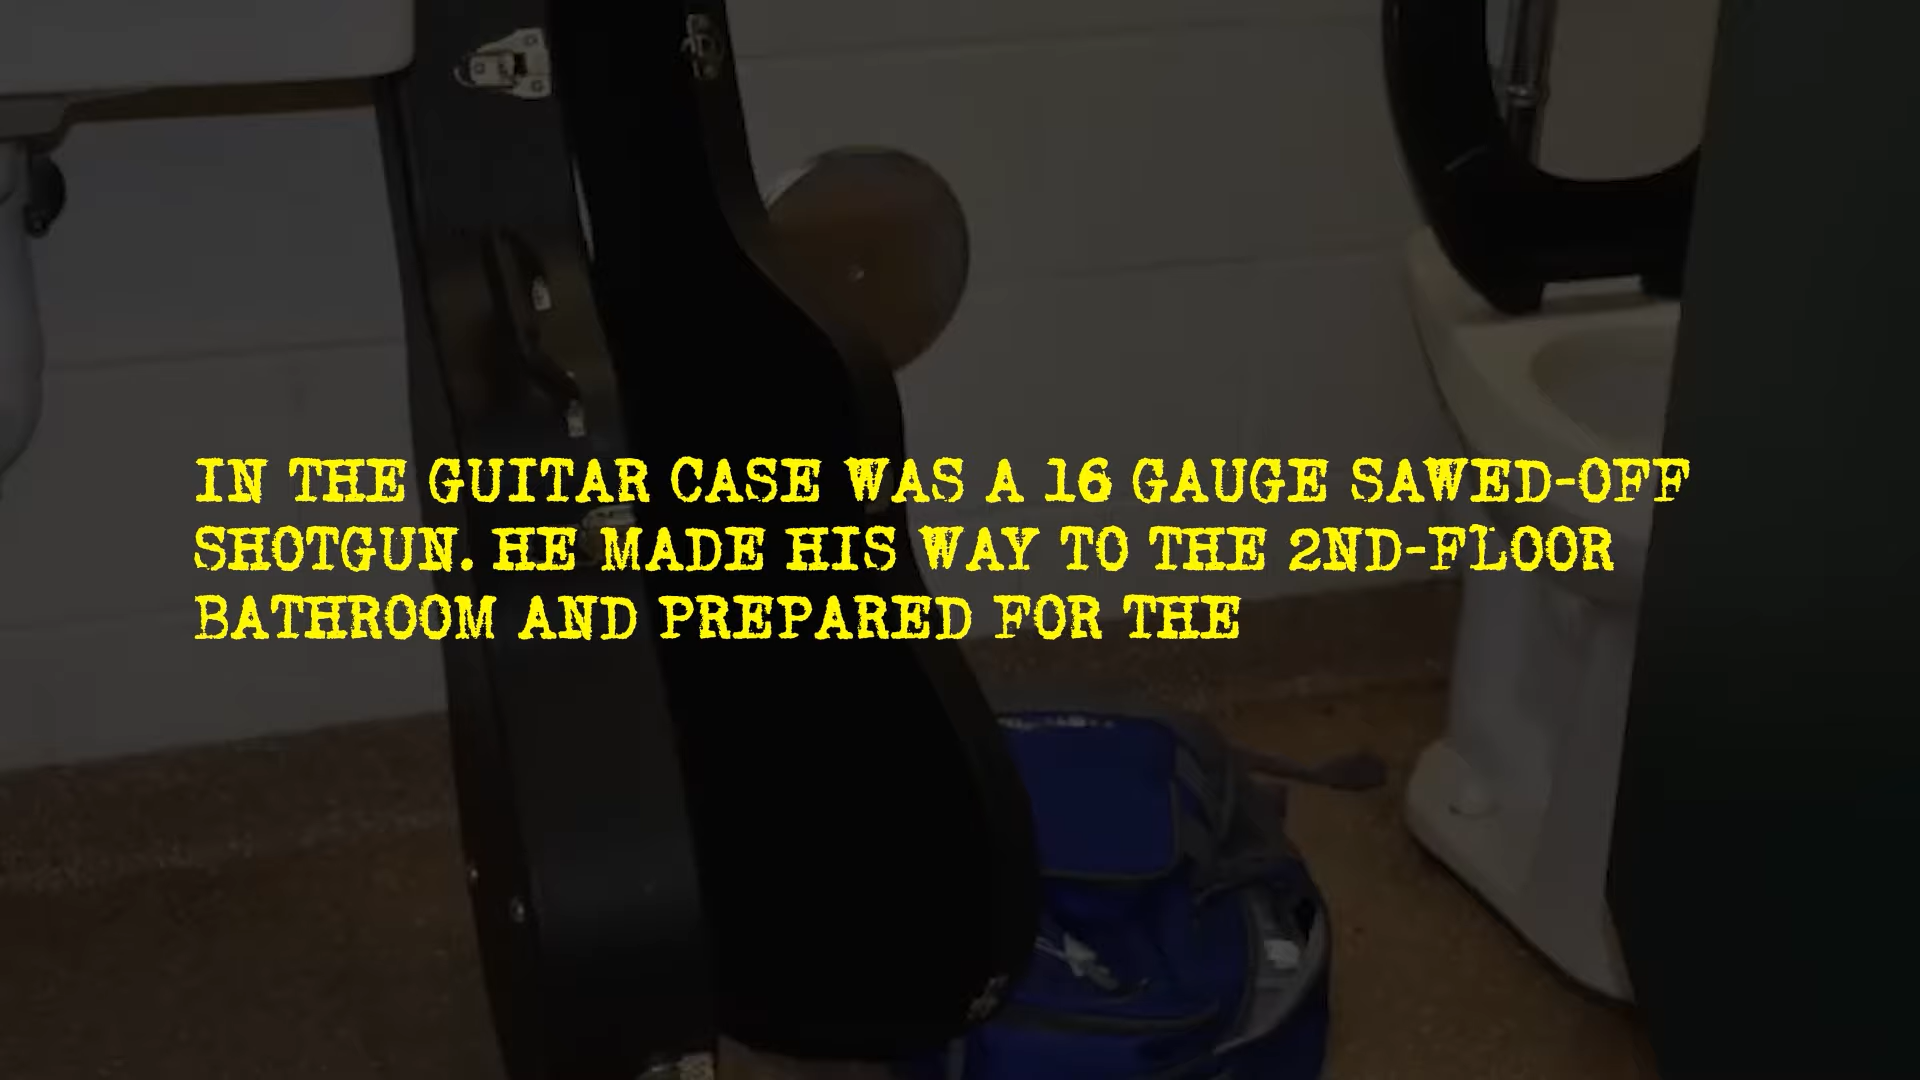 IN THE GUITAR CASE WAS A 16 GAUGE SAWED-OFF
SHOTGUN. HE MADE HIS WAY TO THE 2ND-FLOOR
BATHROOM AND PREPARED FOR THE